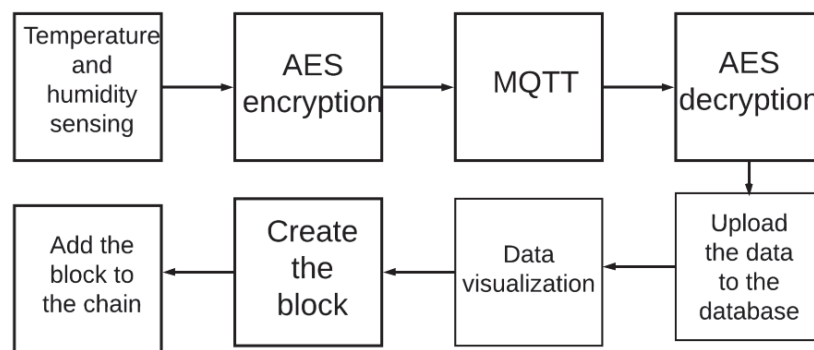 Temperature
and
humidity
sensing
AES
encryption
MQTT
AES
decryption
Upload
the data
to the
database
Data
visualization
Create
the
block
Add the
block to
the chain